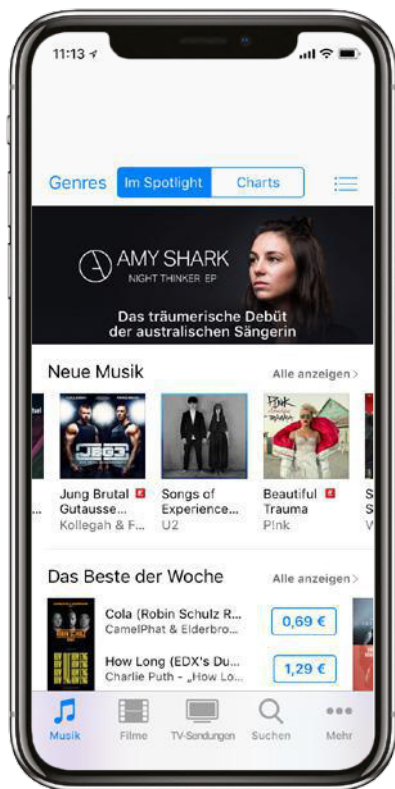 11:13
Genres
Im Spotlight
Charts
AMY SHARK
NIGHT THINKER EP
Das träumerische Debüt
der australischen Sängerin
Neue Musik
Alle anzeigen >
JBG3
P!nk
Jung Brutal E
Gutausse...
Kollegah & F...
Songs of
Experience...
U2
Beautiful E
Trauma
P!nk
Das Beste der Woche
Alle anzeigen >
Cola (Robin Schulz R...
CamelPhat & Elderbro...
0,69 €
How Long (EDX's Du...
Charlie Puth - „How Lo...
1,29 €
Musik
Filme
TV-Sendungen
Suchen
Mehr